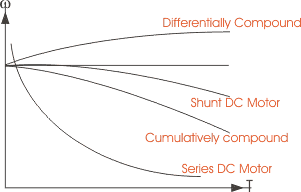 ω
Differentially Compound
Shunt DC Motor
Cumulatively compound
Series DC Motor
T